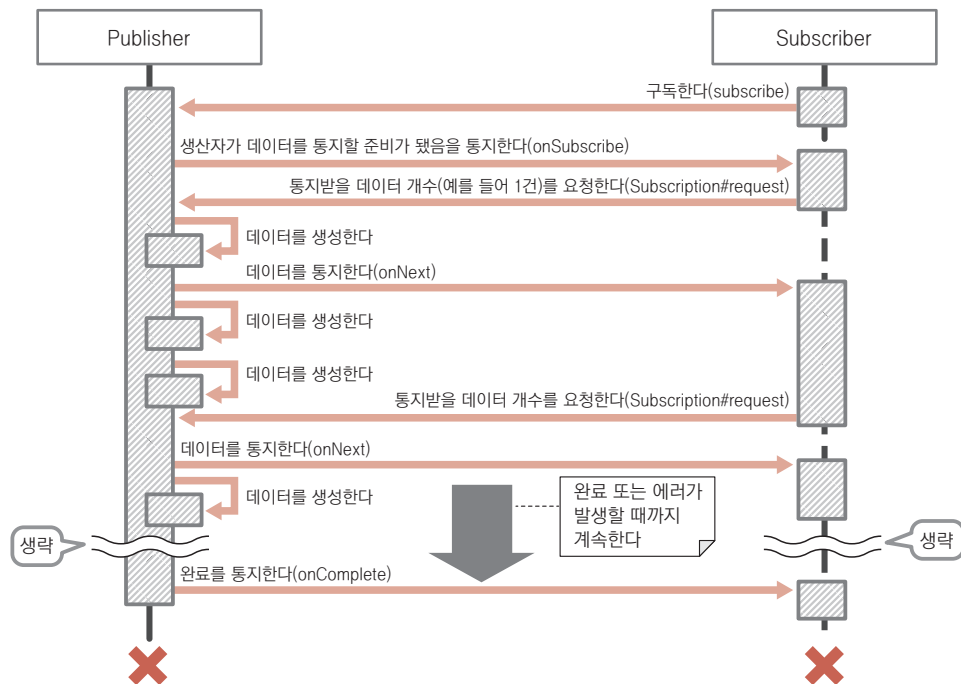 Publisher
Subscriber
구독한다(subscribe)
생산자가 데이터를 통지할 준비가 됐음을 통지한다(onSubscribe)
통지받을 데이터 개수(예를 들어 1건)를 요청한다(Subscription#request)
데이터를 생성한다
데이터를 통지한다(onNext)
데이터를 생성한다
데이터를 생성한다
통지받을 데이터 개수를 요청한다(Subscription#request)
데이터를 통지한다(onNext)
데이터를 생성한다
완료 또는 에러가
발생할 때까지
계속한다
생략
생략
완료를 통지한다(onComplete)